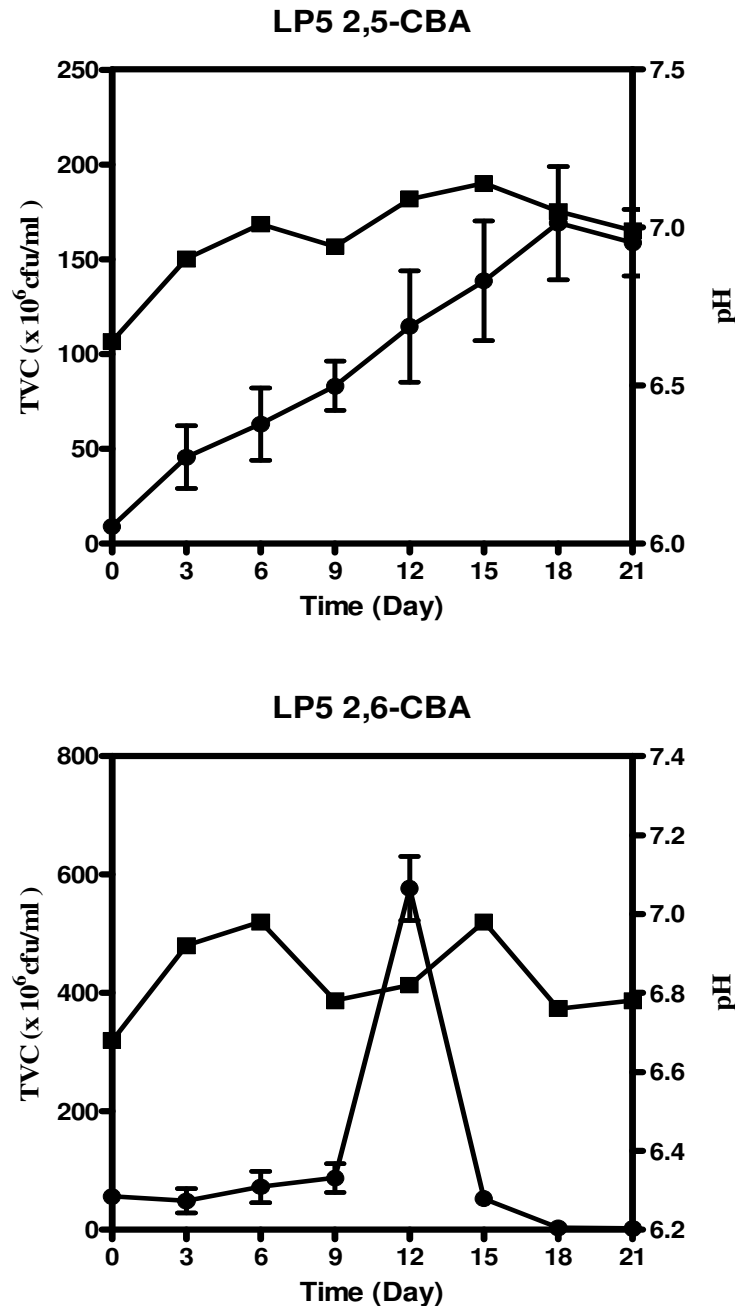 LP5 2,5-CBA
250
200
150
100
50
0
TVC (x 10⁶cfu/ml )
7.5
7.0
6.5
6.0
pH
0 3 6 9 12 15 18 21
Time (Day)
LP5 2,6-CBA
800
600
400
200
0
TVC (x 10⁶cfu/ml )
7.4
7.2
7.0
6.8
6.6
6.4
6.2
pH
0 3 6 9 12 15 18 21
Time (Day)